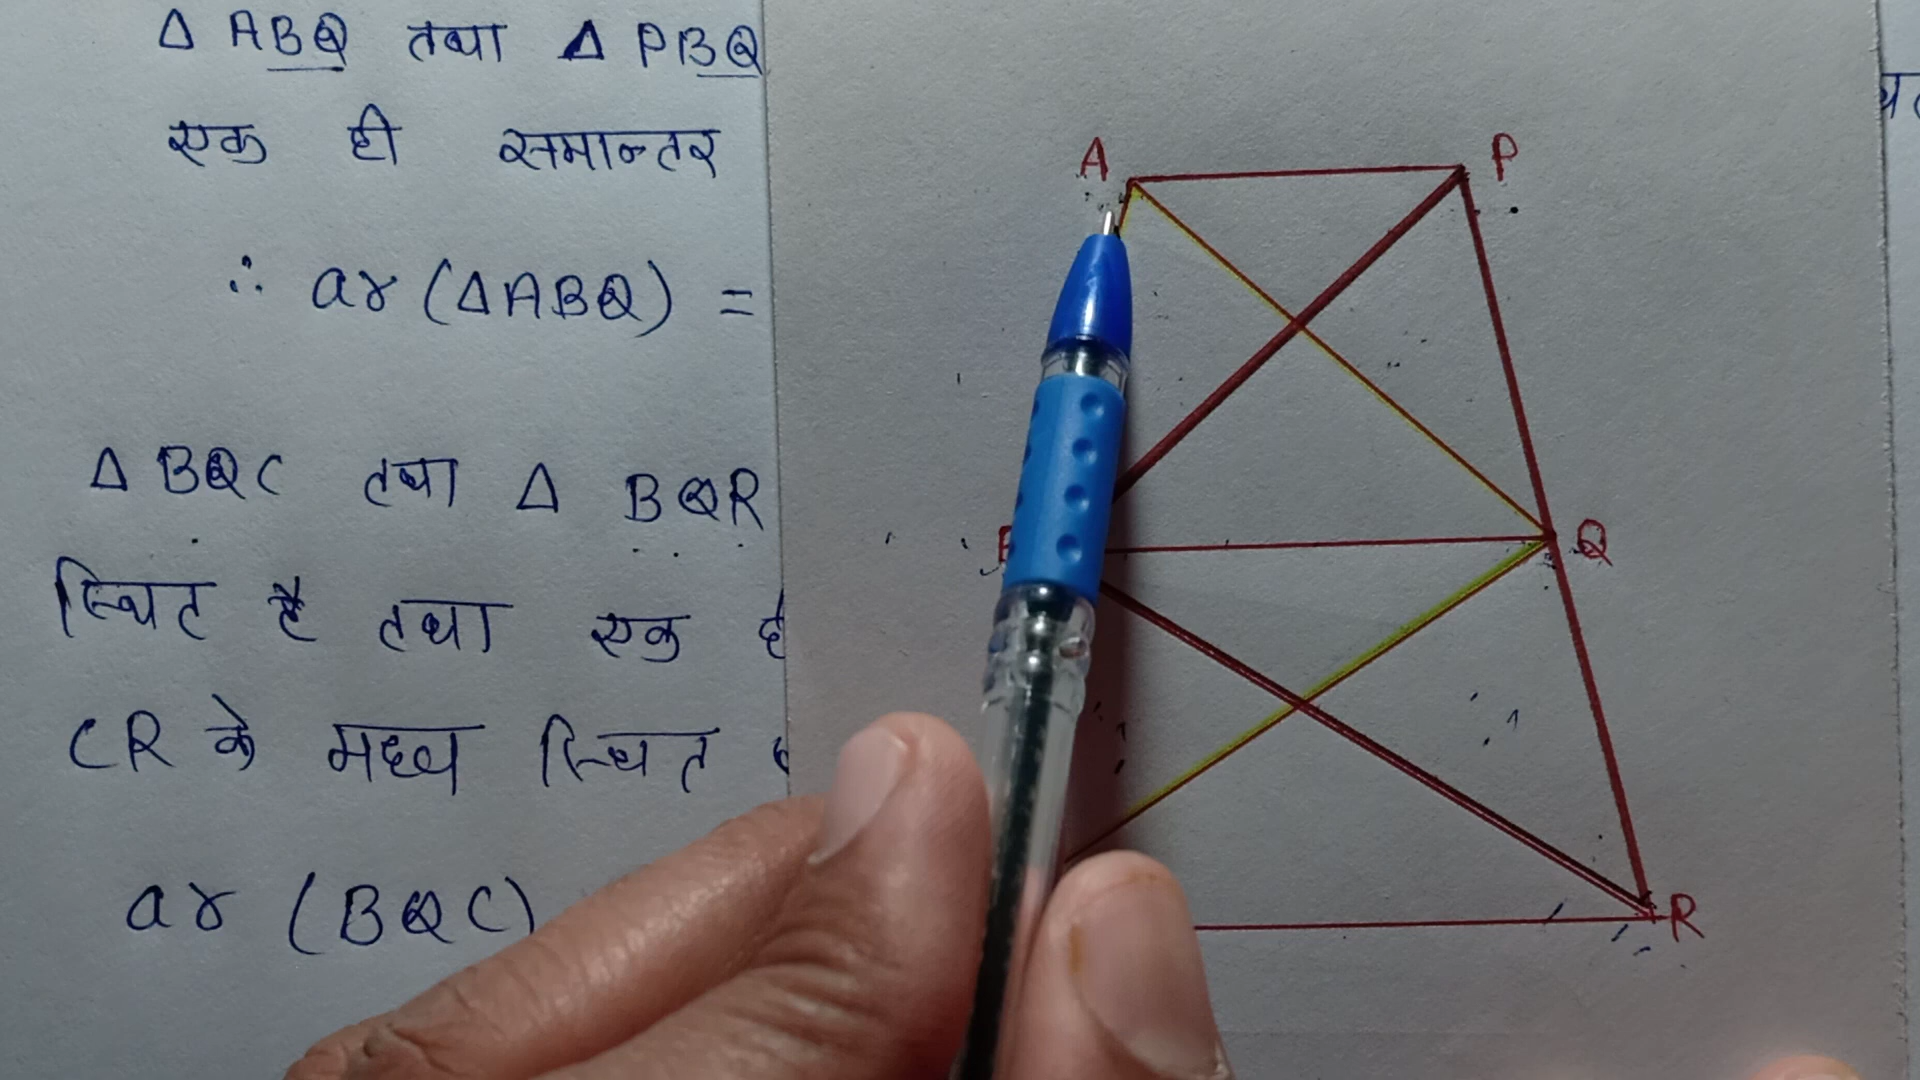 Δ ABQ तथा Δ PBQ
एक ही समान्तर
∴ ar (ΔABQ) =
Δ BQC तथा Δ BQR
स्थित है तथा एक
CR के मध्य स्थित
ar (BQC)
A
P
Q
R